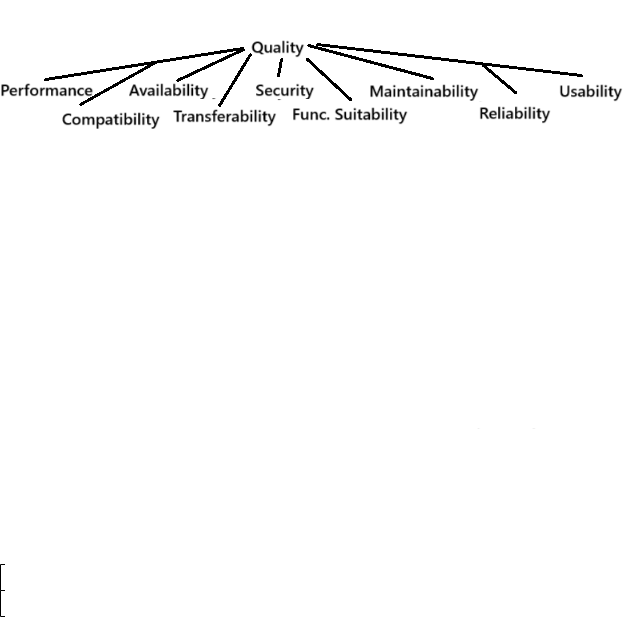 Quality
Performance Availability Security Maintainability Usability
Compatibility Transferability Func. Suitability Reliability